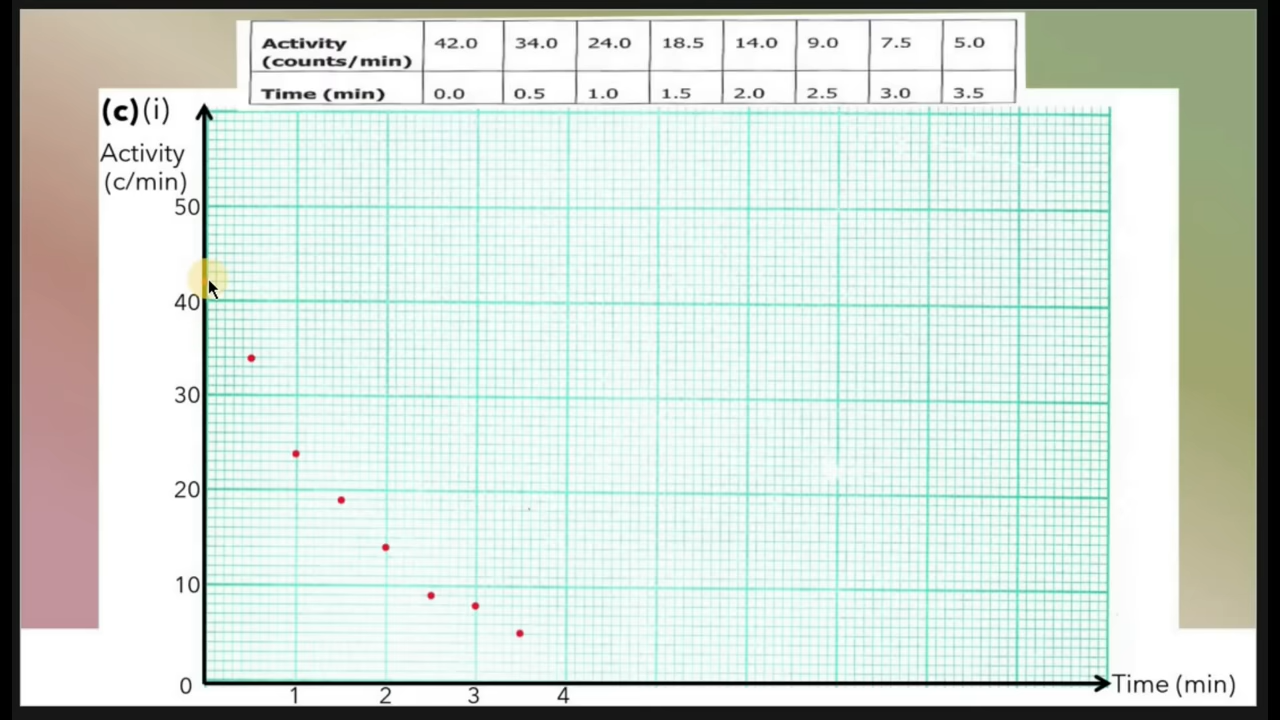 Activity (counts/min) 42.0 34.0 24.0 18.5 14.0 9.0 7.5 5.0
Time (min) 0.0 0.5 1.0 1.5 2.0 2.5 3.0 3.5
(c)(i)
Activity
(c/min)
50
40
30
20
10
0
1 2 3 4
Time (min)